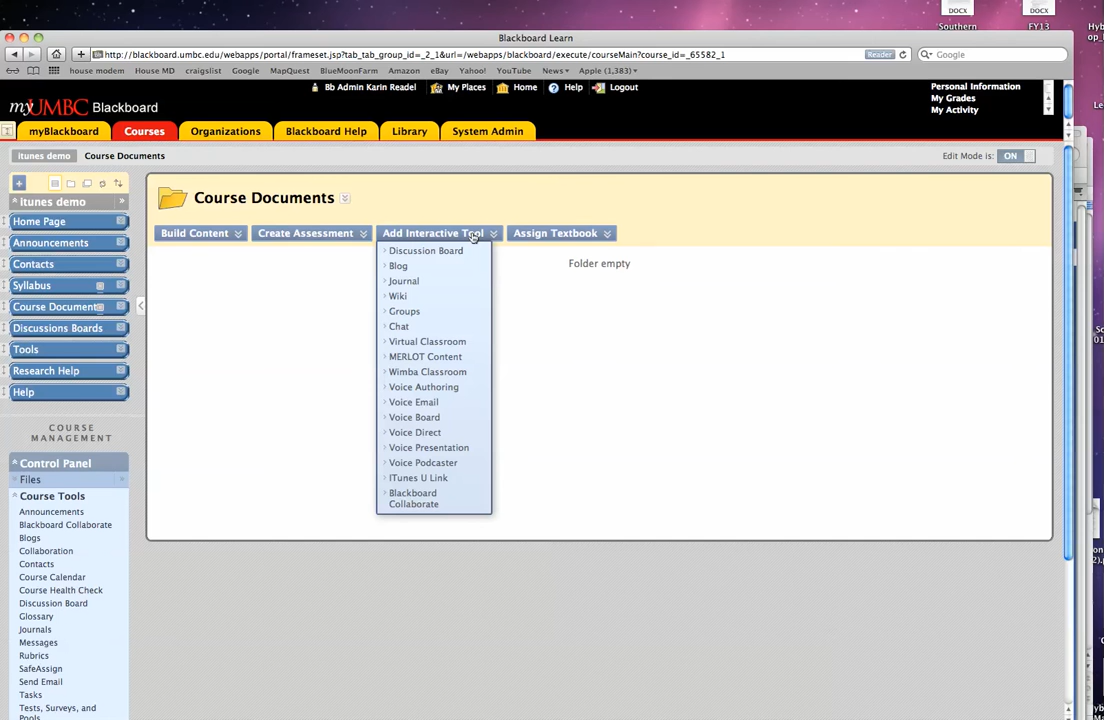 DOCX
DOCX
Southern
FY13
Blackboard Learn
http://blackboard.umbc.edu/webapps/portal/frameset.jsp?tab_tab_group_id=_2_1&url=/webapps/blackboard/execute/courseMain?course_id=_65582_1
Reader
Google
house modem House MD craigslist Google MapQuest BlueMoonFarm Amazon eBay Yahoo! YouTube News Apple (1,383)
Bb Admin Karin Readel My Places Home Help Logout
Personal Information
My Grades
My Activity
myUMBC Blackboard
myBlackboard Courses Organizations Blackboard Help Library System Admin
itunes demo Course Documents
Edit Mode is: ON
itunes demo
Home Page
Announcements
Contacts
Syllabus
Course Document
Discussions Boards
Tools
Research Help
Help
COURSE
MANAGEMENT
Control Panel
Files
Course Tools
Announcements
Blackboard Collaborate
Blogs
Collaboration
Contacts
Course Calendar
Course Health Check
Discussion Board
Glossary
Journals
Messages
Rubrics
SafeAssign
Send Email
Tasks
Tests, Surveys, and
Pools
Course Documents
Build Content Create Assessment Add Interactive Tool Assign Textbook
Discussion Board
Blog
Journal
Wiki
Groups
Chat
Virtual Classroom
MERLOT Content
Wimba Classroom
Voice Authoring
Voice Email
Voice Board
Voice Direct
Voice Presentation
Voice Podcaster
ITunes U Link
Blackboard
Collaborate
Folder empty